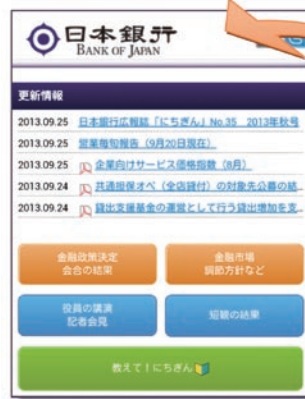 日本銀行
BANK OF JAPAN
更新情報
2013.09.25 日本銀行広報誌「にちぎん」No.35 2013年秋号
2013.09.25 営業毎旬報告（9月20日現在）
2013.09.25 企業向けサービス価格指数（8月）
2013.09.24 共通担保オペ（全店貸付）の対象先公募の結...
2013.09.24 貸出支援基金の運営として行う貸出増加を支...
金融政策決定
会合の結果
金融市場
調節方針など
役員の講演
記者会見
短観の結果
教えて！にちぎん